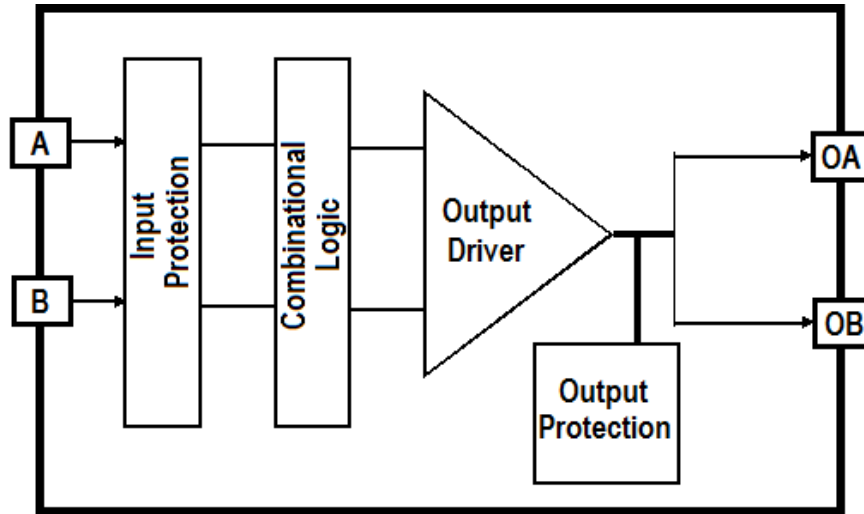 A
B
Input
Protection
Combinational
Logic
Output
Driver
Output
Protection
OA
OB